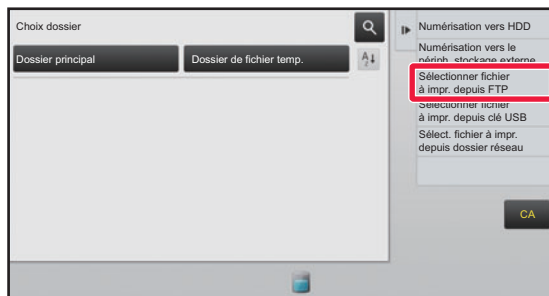 Choix dossier
Dossier principal
Dossier de fichier temp.
Numérisation vers HDD
Numérisation vers le
périph. stockage externe
Sélectionner fichier
à impr. depuis FTP
Sélectionner fichier
à impr. depuis clé USB
Sélect. fichier à impr.
depuis dossier réseau
CA